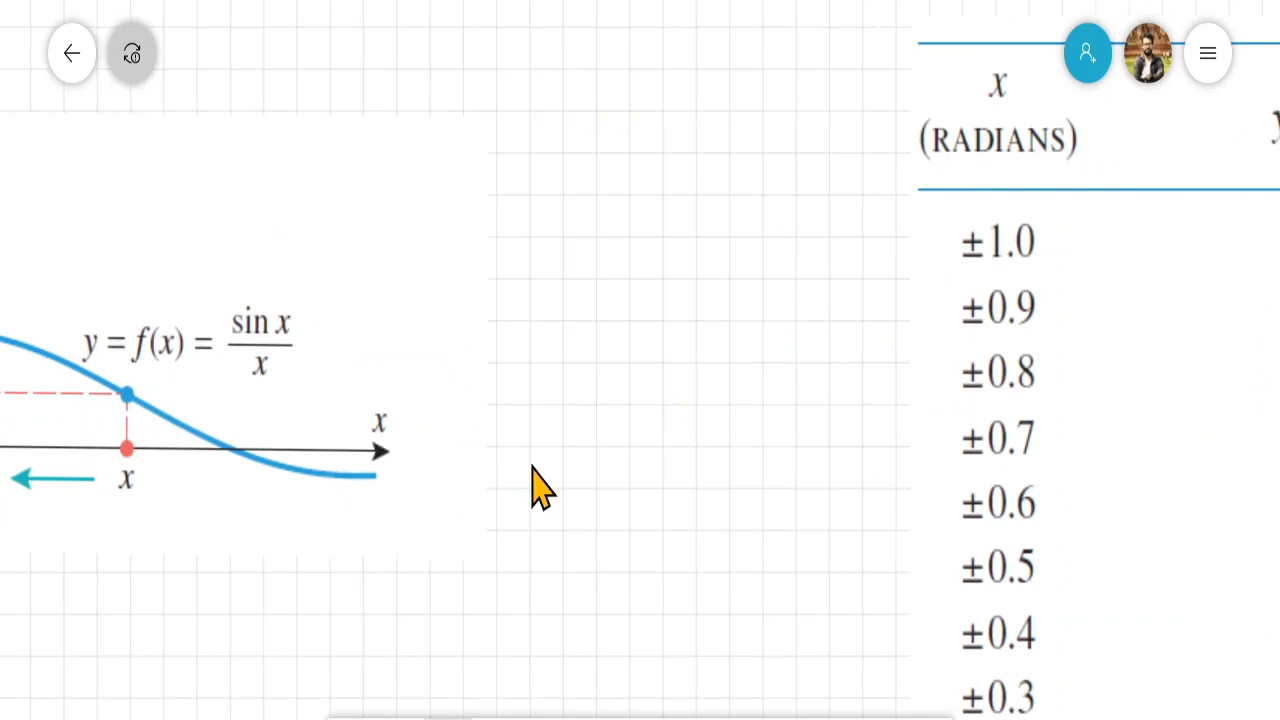 y = f(x) = sin x / x
x
x
x
(RADIANS)
±1.0
±0.9
±0.8
±0.7
±0.6
±0.5
±0.4
±0.3